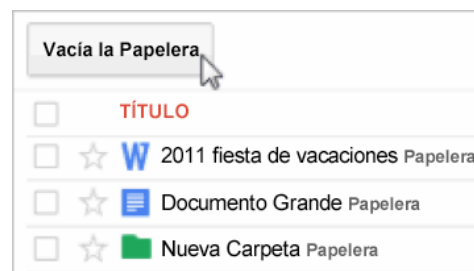 Vacía la Papelera
TÍTULO
2011 fiesta de vacaciones Papelera
Documento Grande Papelera
Nueva Carpeta Papelera